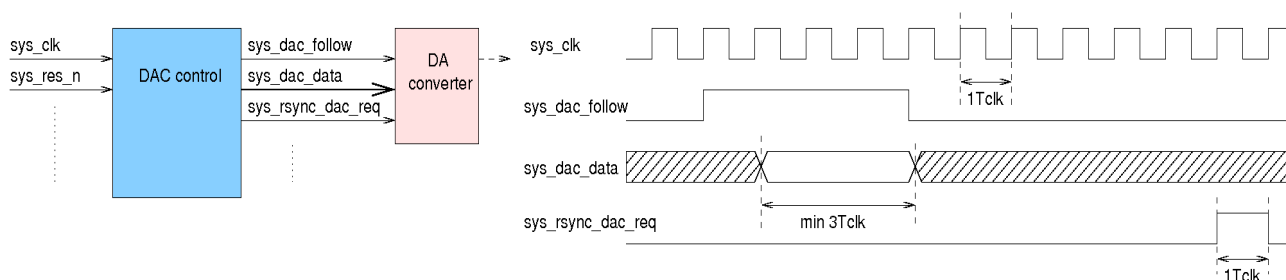 sys_clk
sys_res_n
DAC control
sys_dac_follow
sys_dac_data
sys_rsync_dac_req
DA
converter
sys_clk
1Tclk
sys_dac_follow
sys_dac_data
min 3Tclk
sys_rsync_dac_req
1Tclk